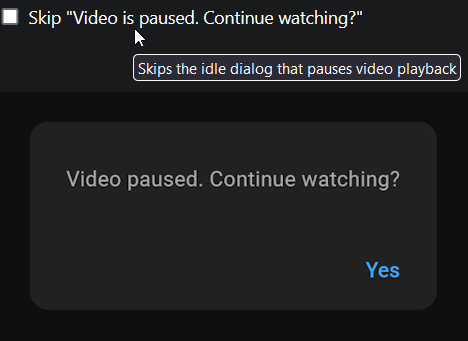 Skip "Video is paused. Continue watching?"
Skips the idle dialog that pauses video playback
Video paused. Continue watching?
Yes